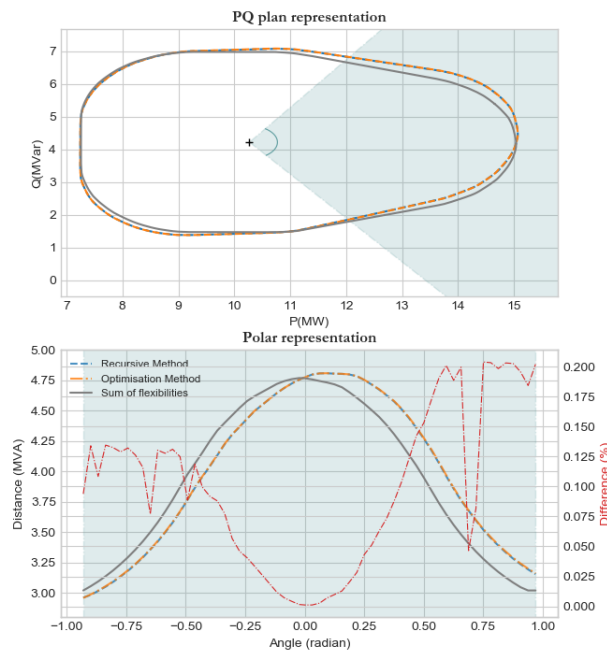 PQ plan representation
7
6
5
4
3
2
1
0
Q(MVar)
7 8 9 10 11 12 13 14 15
P(MW)
Polar representation
5.00
4.75
4.50
4.25
4.00
3.75
3.50
3.25
3.00
Distance (MVA)
Recursive Method
Optimisation Method
Sum of flexibilities
0.200
0.175
0.150
0.125
0.100
0.075
0.050
0.025
0.000
Difference (%)
−1.00 −0.75 −0.50 −0.25 0.00 0.25 0.50 0.75 1.00
Angle (radian)